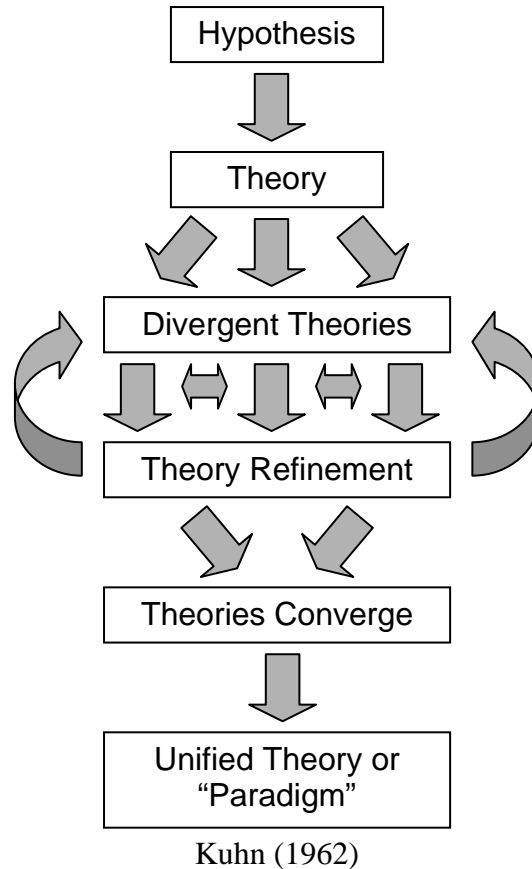 Hypothesis
Theory
Divergent Theories
Theory Refinement
Theories Converge
Unified Theory or
“Paradigm”
Kuhn (1962)